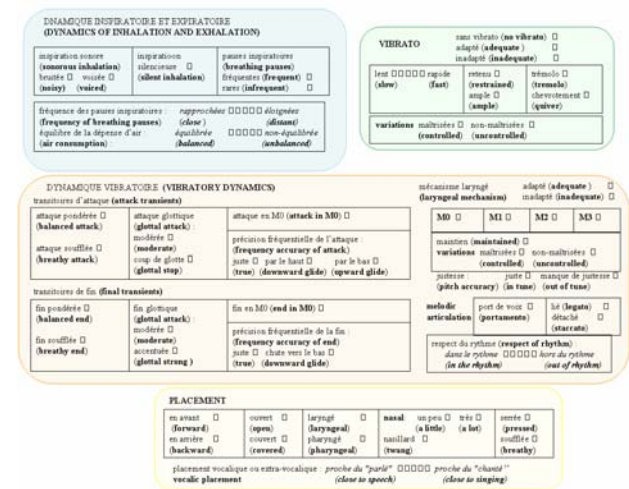 DNAMIQUE INSPIRATOIRE ET EXPIRATOIRE
(DYNAMICS OF INHALATION AND EXHALATION)
inspiration sonore
(sonorous inhalation)
bruitée □ voisée □
(noisy) (voiced)
inspiration
silencieuse □
(silent inhalation)
pauses inspiratoires
(breathing pauses)
fréquentes (frequent) □
rares (infrequent) □
fréquence des pauses inspiratoires : rapprochées □□□□□ éloignées
(frequency of breathing pauses) (close) (distant)
équilibre de la dépense d'air : équilibrée □□□□□ non-équilibrée
(air consumption) (balanced) (unbalanced)
VIBRATO
sans vibrato (no vibrato) □
adapté (adequate) □
inadapté (inadequate) □
lent □□□□□ rapide
(slow) (fast)
retenu □
(restrained)
ample □
(ample)
trémolo □
(tremolo)
chevrotement □
(quiver)
variations maîtrisées □ non-maîtrisées □
(controlled) (uncontrolled)
DYNAMIQUE VIBRATOIRE (VIBRATORY DYNAMICS)
transitoires d'attaque (attack transients)
attaque pondérée □
(balanced attack)
attaque soufflée □
(breathy attack)
attaque glottique
(glottal attack) :
modérée □
(moderate)
coup de glotte □
(glottal stop)
attaque en M0 (attack in M0) □
précision fréquentielle de l'attaque :
(frequency accuracy of attack)
juste □ par le haut □ par le bas □
(true) (downward glide) (upward glide)
transitoires de fin (final transients)
fin pondérée □
(balanced end)
fin soufflée □
(breathy end)
fin glottique
(glottal attack) :
modérée □
(moderate)
accentuée □
(glottal strong )
fin en M0 (end in M0) □
précision fréquentielle de la fin :
(frequency accuracy of end)
juste □ chute vers le bas □
(true) (downward glide)
mécanisme laryngé adapté (adequate ) □
(laryngeal mechanism) inadapté (inadequate) □
M0 □ M1 □ M2 □ M3 □
maintien (maintained) □
variations maîtrisées □ non-maîtrisées □
(controlled) (uncontrolled)
justesse : juste □ manque de justesse □
(pitch accuracy) (in tune) (out of tune)
melodic
articulation
port de voix □
(portamento)
lié (legato) □
détaché □
(staccato)
respect du rythme (respect of rhythm) :
dans le rythme □□□□□ hors du rythme
(in the rhythm) (out of rhythm)
PLACEMENT
en avant □
(forward)
en arrière □
(backward)
ouvert □
(open)
couvert □
(covered)
laryngé □
(laryngeal)
pharyngé □
(pharyngeal)
nasal un peu □ très □
(a little) (a lot)
nasillard □
(twang)
serrée □
(pressed)
soufflée □
(breathy)
placement vocalique ou extra-vocalique : proche du "parlé" □□□□□ proche du "chanté"
vocalic placement (close to speech) (close to singing)